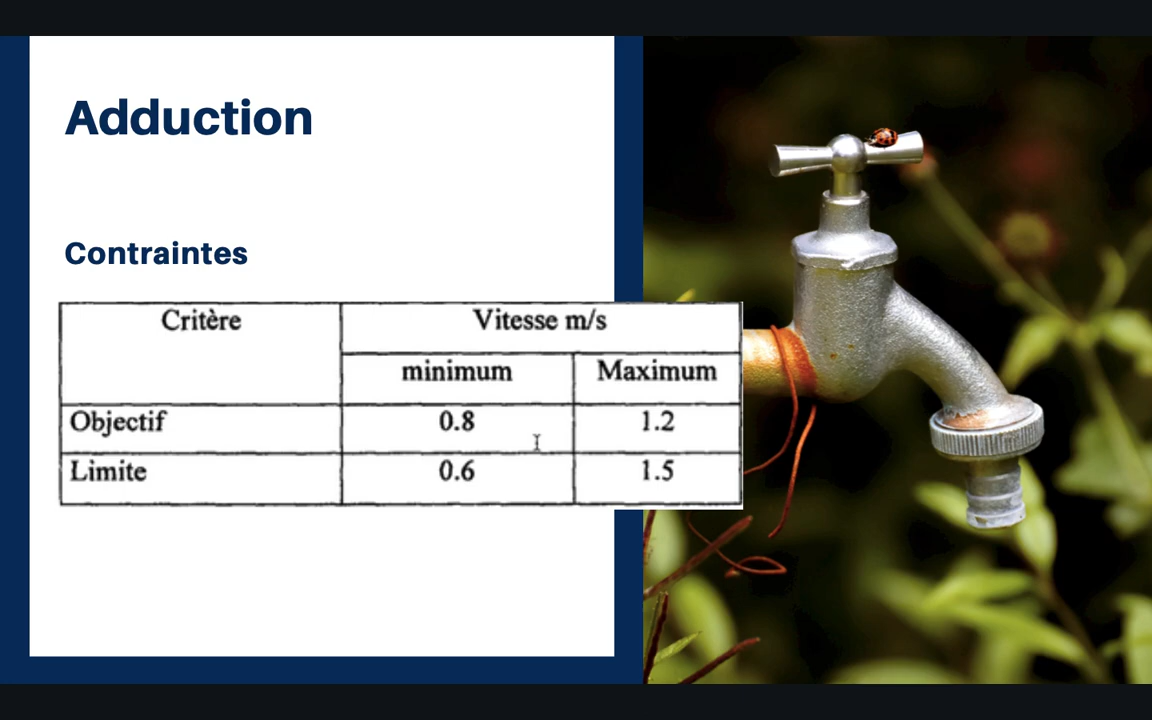 Adduction
Contraintes
Critère Vitesse m/s
minimum Maximum
Objectif 0.8 1.2
Limite 0.6 1.5